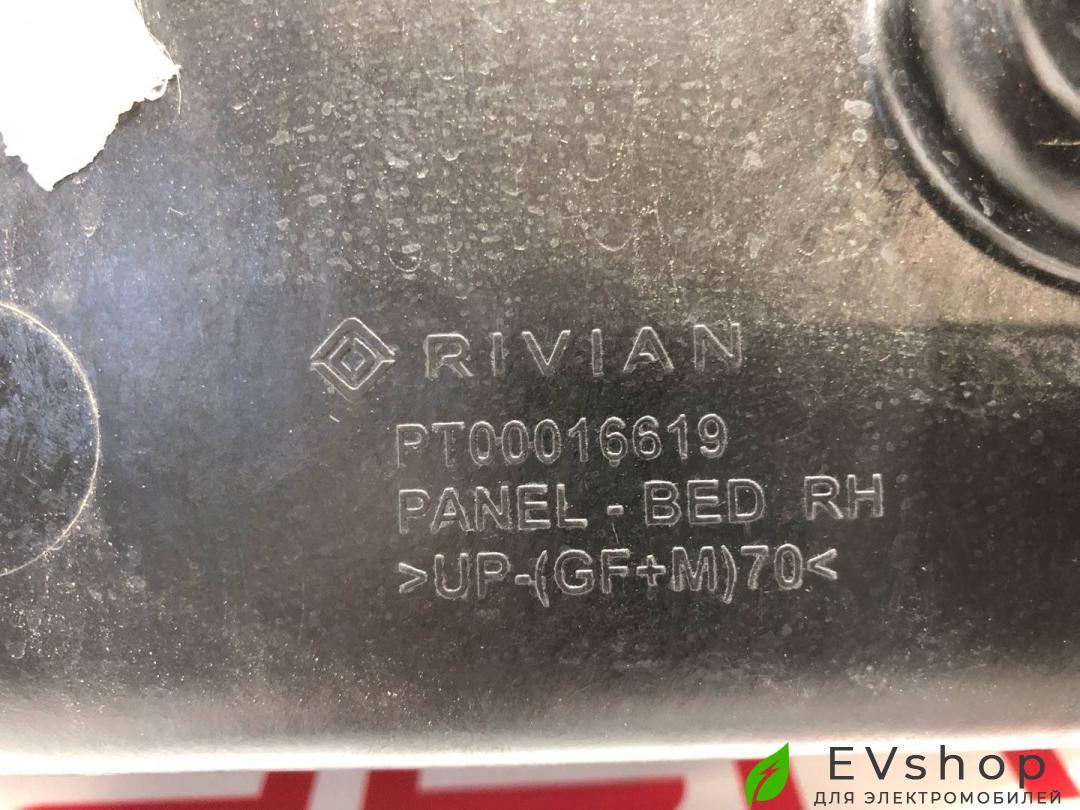 RIVIAN
PT00016619
PANEL - BED RH
>UP-(GF+M)70<
EVshop
ДЛЯ ЭЛЕКТРОМОБИЛЕЙ